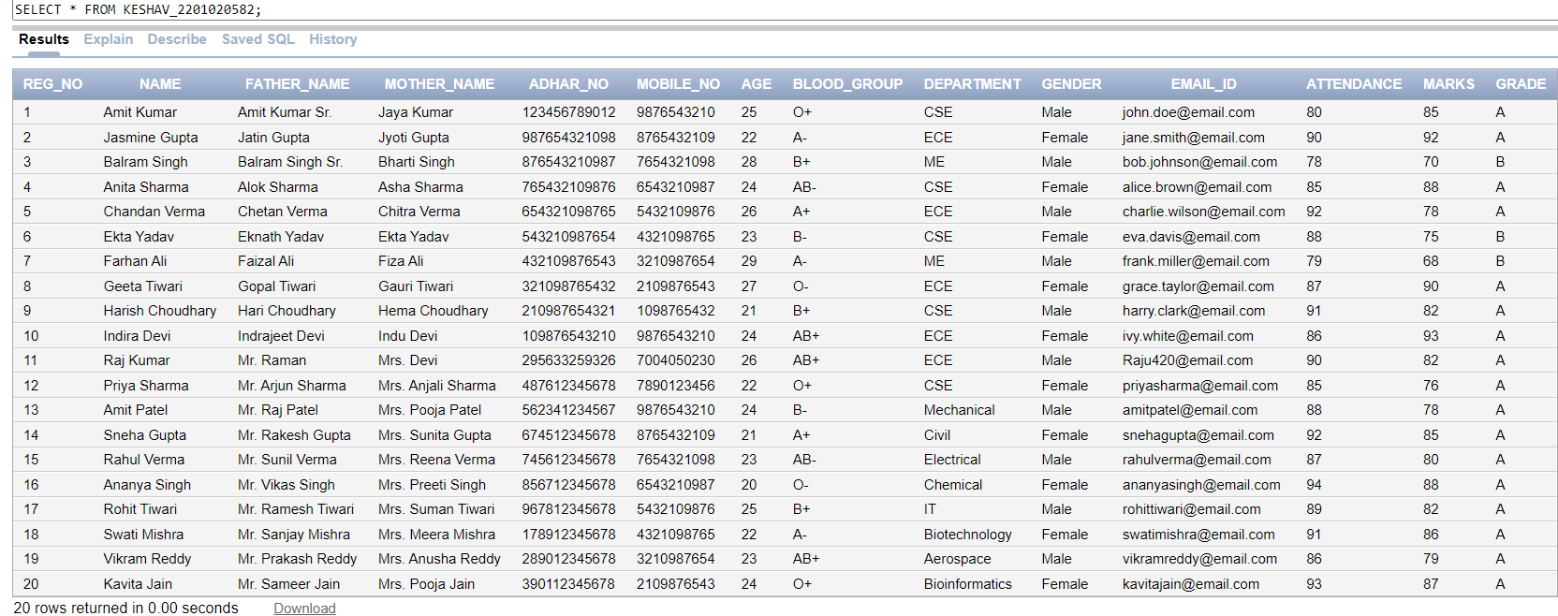 SELECT * FROM KESHAV_2201020582;
Results Explain Describe Saved SQL History
REG_NO NAME FATHER_NAME MOTHER_NAME ADHAR_NO MOBILE_NO AGE BLOOD_GROUP DEPARTMENT GENDER EMAIL_ID ATTENDANCE MARKS GRADE
1 Amit Kumar Amit Kumar Sr. Jaya Kumar 123456789012 9876543210 25 O+ CSE Male john.doe@email.com 80 85 A
2 Jasmine Gupta Jatin Gupta Jyoti Gupta 987654321098 8765432109 22 A- ECE Female jane.smith@email.com 90 92 A
3 Balram Singh Balram Singh Sr. Bharti Singh 876543210987 7654321098 28 B+ ME Male bob.johnson@email.com 78 70 B
4 Anita Sharma Alok Sharma Asha Sharma 765432109876 6543210987 24 AB- CSE Female alice.brown@email.com 85 88 A
5 Chandan Verma Chetan Verma Chitra Verma 654321098765 5432109876 26 A+ ECE Male charlie.wilson@email.com 92 78 A
6 Ekta Yadav Eknath Yadav Ekta Yadav 543210987654 4321098765 23 B- CSE Female eva.davis@email.com 88 75 B
7 Farhan Ali Faizal Ali Fiza Ali 432109876543 3210987654 29 A- ME Male frank.miller@email.com 79 68 B
8 Geeta Tiwari Gopal Tiwari Gauri Tiwari 321098765432 2109876543 27 O- ECE Female grace.taylor@email.com 87 90 A
9 Harish Choudhary Hari Choudhary Hema Choudhary 210987654321 1098765432 21 B+ CSE Male harry.clark@email.com 91 82 A
10 Indira Devi Indrajeet Devi Indu Devi 109876543210 9876543210 24 AB+ ECE Female ivy.white@email.com 86 93 A
11 Raj Kumar Mr. Raman Mrs. Devi 295633259326 7004050230 26 AB+ ECE Male Raju420@email.com 90 82 A
12 Priya Sharma Mr. Arjun Sharma Mrs. Anjali Sharma 487612345678 7890123456 22 O+ CSE Female priyasharma@email.com 85 76 A
13 Amit Patel Mr. Raj Patel Mrs. Pooja Patel 562341234567 9876543210 24 B- Mechanical Male amitpatel@email.com 88 78 A
14 Sneha Gupta Mr. Rakesh Gupta Mrs. Sunita Gupta 674512345678 8765432109 21 A+ Civil Female snehagupta@email.com 92 85 A
15 Rahul Verma Mr. Sunil Verma Mrs. Reena Verma 745612345678 7654321098 23 AB- Electrical Male rahulverma@email.com 87 80 A
16 Ananya Singh Mr. Vikas Singh Mrs. Preeti Singh 856712345678 6543210987 20 O- Chemical Female ananyasingh@email.com 94 88 A
17 Rohit Tiwari Mr. Ramesh Tiwari Mrs. Suman Tiwari 967812345678 5432109876 25 B+ IT Male rohittiwari@email.com 89 82 A
18 Swati Mishra Mr. Sanjay Mishra Mrs. Meera Mishra 178912345678 4321098765 22 A- Biotechnology Female swatimishra@email.com 91 86 A
19 Vikram Reddy Mr. Prakash Reddy Mrs. Anusha Reddy 289012345678 3210987654 23 AB+ Aerospace Male vikramreddy@email.com 86 79 A
20 Kavita Jain Mr. Sameer Jain Mrs. Pooja Jain 390112345678 2109876543 24 O+ Bioinformatics Female kavitajain@email.com 93 87 A
20 rows returned in 0.00 seconds Download